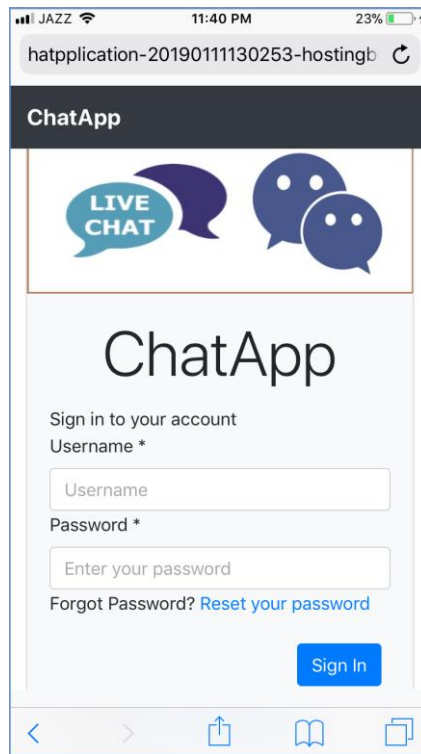 JAZZ 11:40 PM 23%
hatpplication-20190111130253-hostingb
ChatApp
LIVE
CHAT
ChatApp
Sign in to your account
Username *
Username
Password *
Enter your password
Forgot Password? Reset your password
Sign In